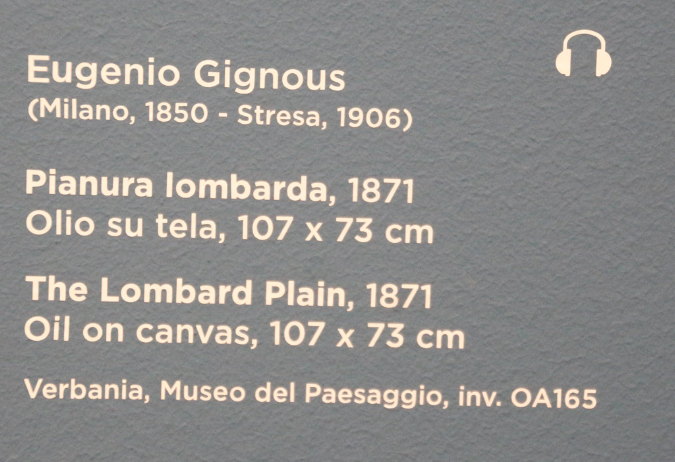 Eugenio Gignous
(Milano, 1850 - Stresa, 1906)
Pianura lombarda, 1871
Olio su tela, 107 x 73 cm
The Lombard Plain, 1871
Oil on canvas, 107 x 73 cm
Verbania, Museo del Paesaggio, inv. OA165